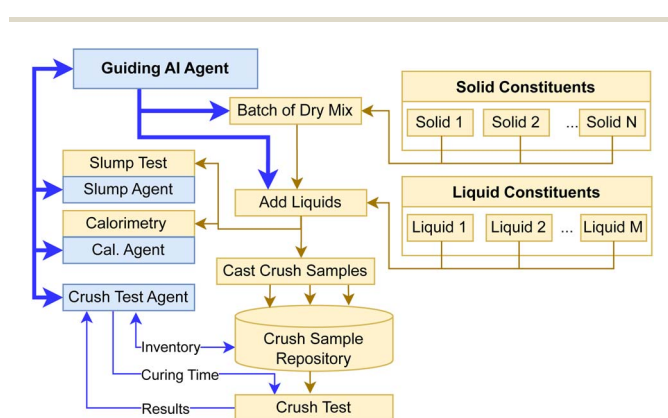 Guiding AI Agent
Solid Constituents
Batch of Dry Mix
Solid 1
Solid 2
...
Solid N
Slump Test
Slump Agent
Liquid Constituents
Add Liquids
Calorimetry
Cal. Agent
Liquid 1
Liquid 2
...
Liquid M
Cast Crush Samples
Crush Test Agent
Crush Sample
Repository
Inventory
Curing Time
Results
Crush Test